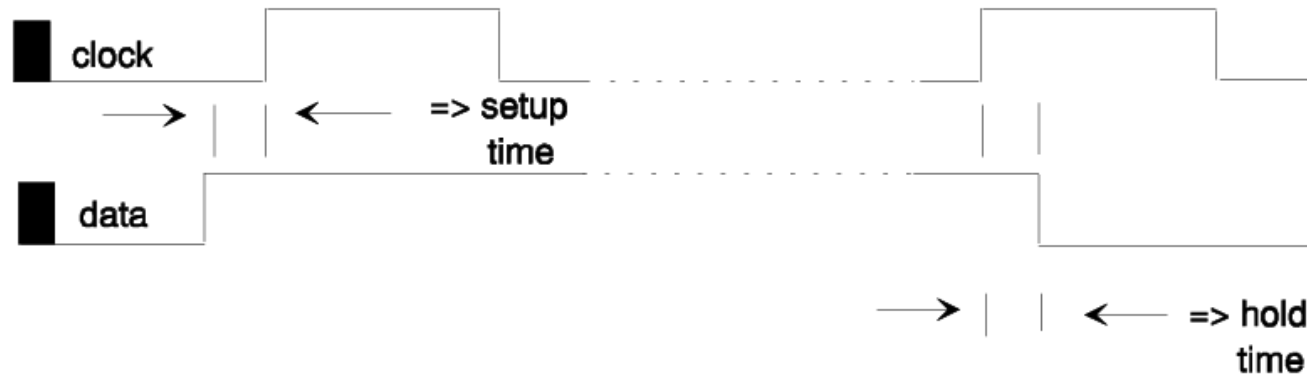 clock
=> setup
time
data
=> hold
time